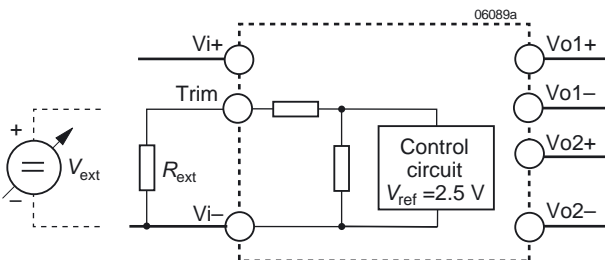 06089a
Vi+
Vo1+
Trim
Vo1–
+
Vext
–
Rext
Control
circuit
Vref =2.5 V
Vo2+
Vi–
Vo2–